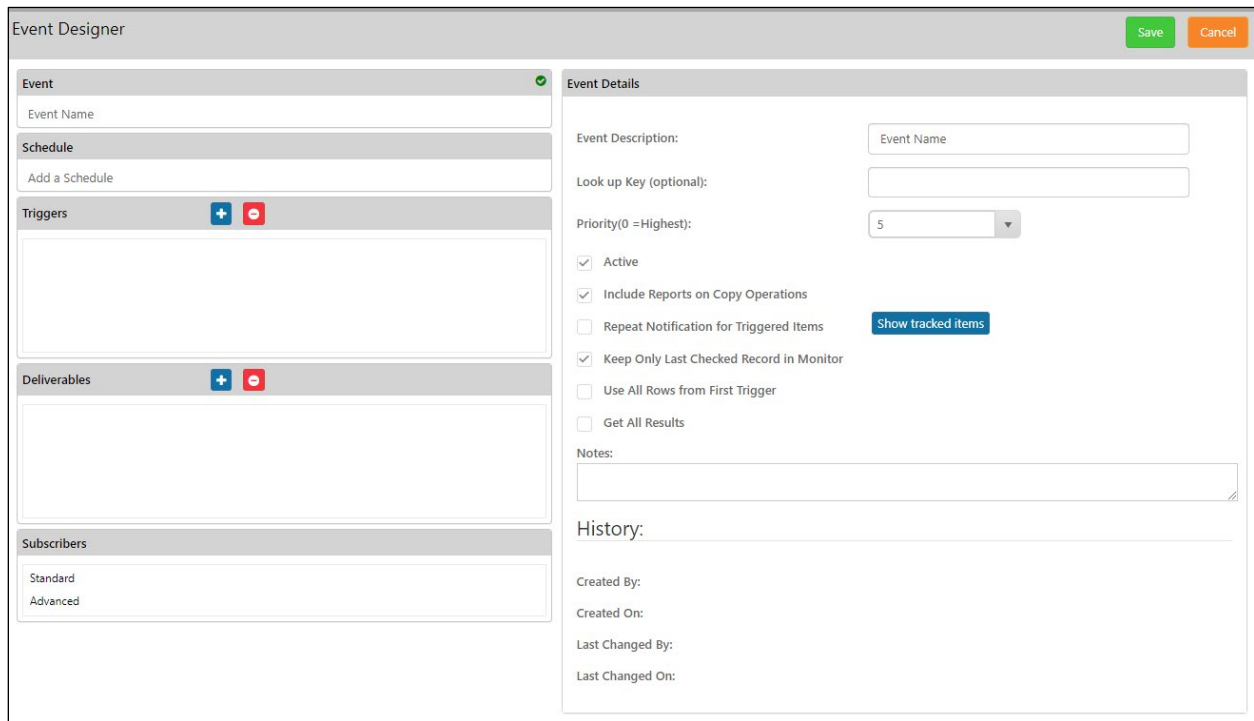 Event Designer
Save
Cancel
Event
Event Name
Schedule
Add a Schedule
Triggers
Deliverables
Subscribers
Standard
Advanced
Event Details
Event Description:
Event Name
Look up Key (optional):
Priority(0 =Highest):
5
Active
Include Reports on Copy Operations
Repeat Notification for Triggered Items
Show tracked items
Keep Only Last Checked Record in Monitor
Use All Rows from First Trigger
Get All Results
Notes:
History:
Created By:
Created On:
Last Changed By:
Last Changed On: